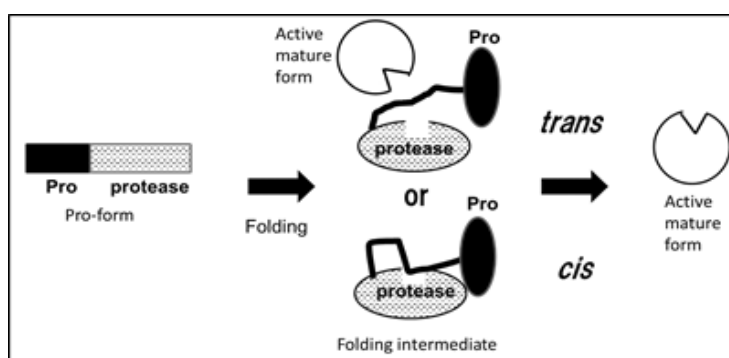 Active
mature
form
Pro
protease
trans
Pro protease
Pro-form
Folding
or
Pro
protease
cis
Folding intermediate
Active
mature
form